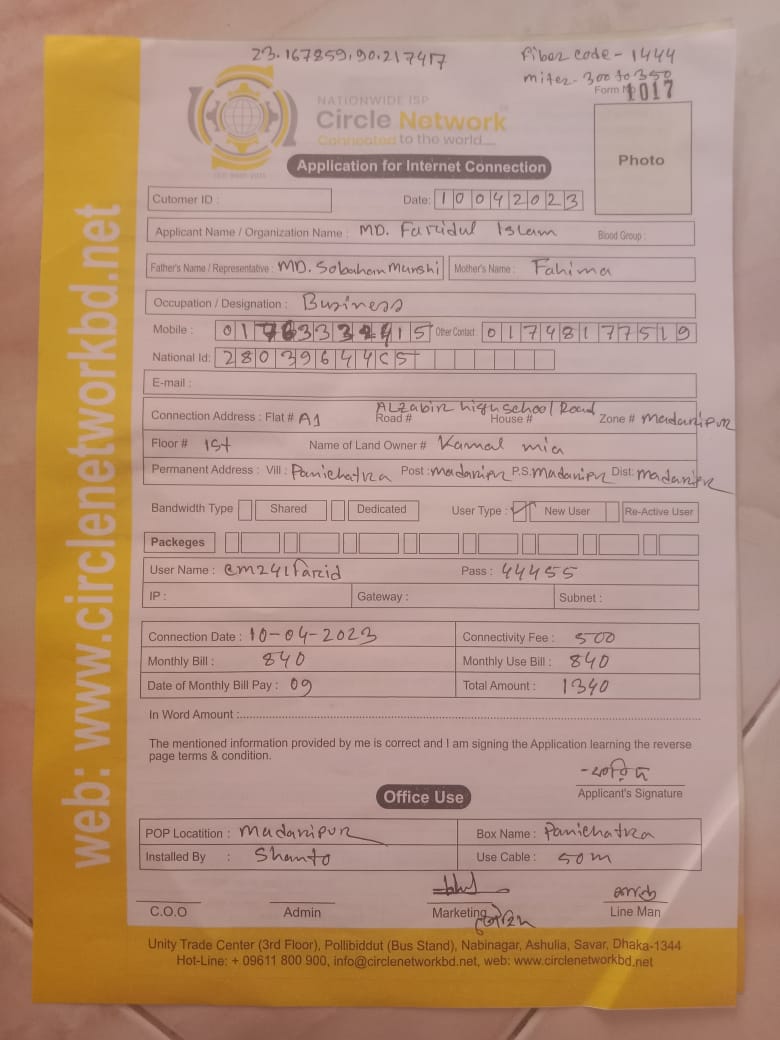 23.167859,90.217417
Fiber code - 1444
miter - 300 to 350
Form No 1017
NATIONWIDE ISP
Circle Network
Connected to the world....
Application for Internet Connection
Photo
Cutomer ID :
Date: 10042023
Applicant Name / Organization Name : MD. Faridul Islam Blood Group :
Father's Name / Representative : MD. Sobahan Munshi Mother's Name : Fahima
Occupation / Designation : Business
Mobile : Other Contact 01748177519
National Id:
E-mail :
Connection Address : Flat # A1 Road # ALZabir high school Road House # Zone # madaripur
Floor # 1st Name of Land Owner # Kamal mia
Permanent Address : Vill : Panichatra Post : madaripur P.S. madaripur Dist: madaripur
Bandwidth Type Shared Dedicated User Type : New User Re-Active User
Packeges
User Name : Pass : 44455
IP : Gateway : Subnet :
Connection Date : 10-04-2023 Connectivity Fee : 500
Monthly Bill : 840 Monthly Use Bill : 840
Date of Monthly Bill Pay : 09 Total Amount : 1340
In Word Amount :
The mentioned information provided by me is correct and I am signing the Application learning the reverse
page terms & condition.
Applicant's Signature
Office Use
POP Locatition : madaripur Box Name : Panichatra
Installed By : Shanto Use Cable : 50m
C.O.O Admin Marketing Line Man
Unity Trade Center (3rd Floor), Pollibiddut (Bus Stand), Nabinagar, Ashulia, Savar, Dhaka-1344
Hot-Line: + 09611 800 900, info@circlenetworkbd.net, web: www.circlenetworkbd.net
web: www.circlenetworkbd.net